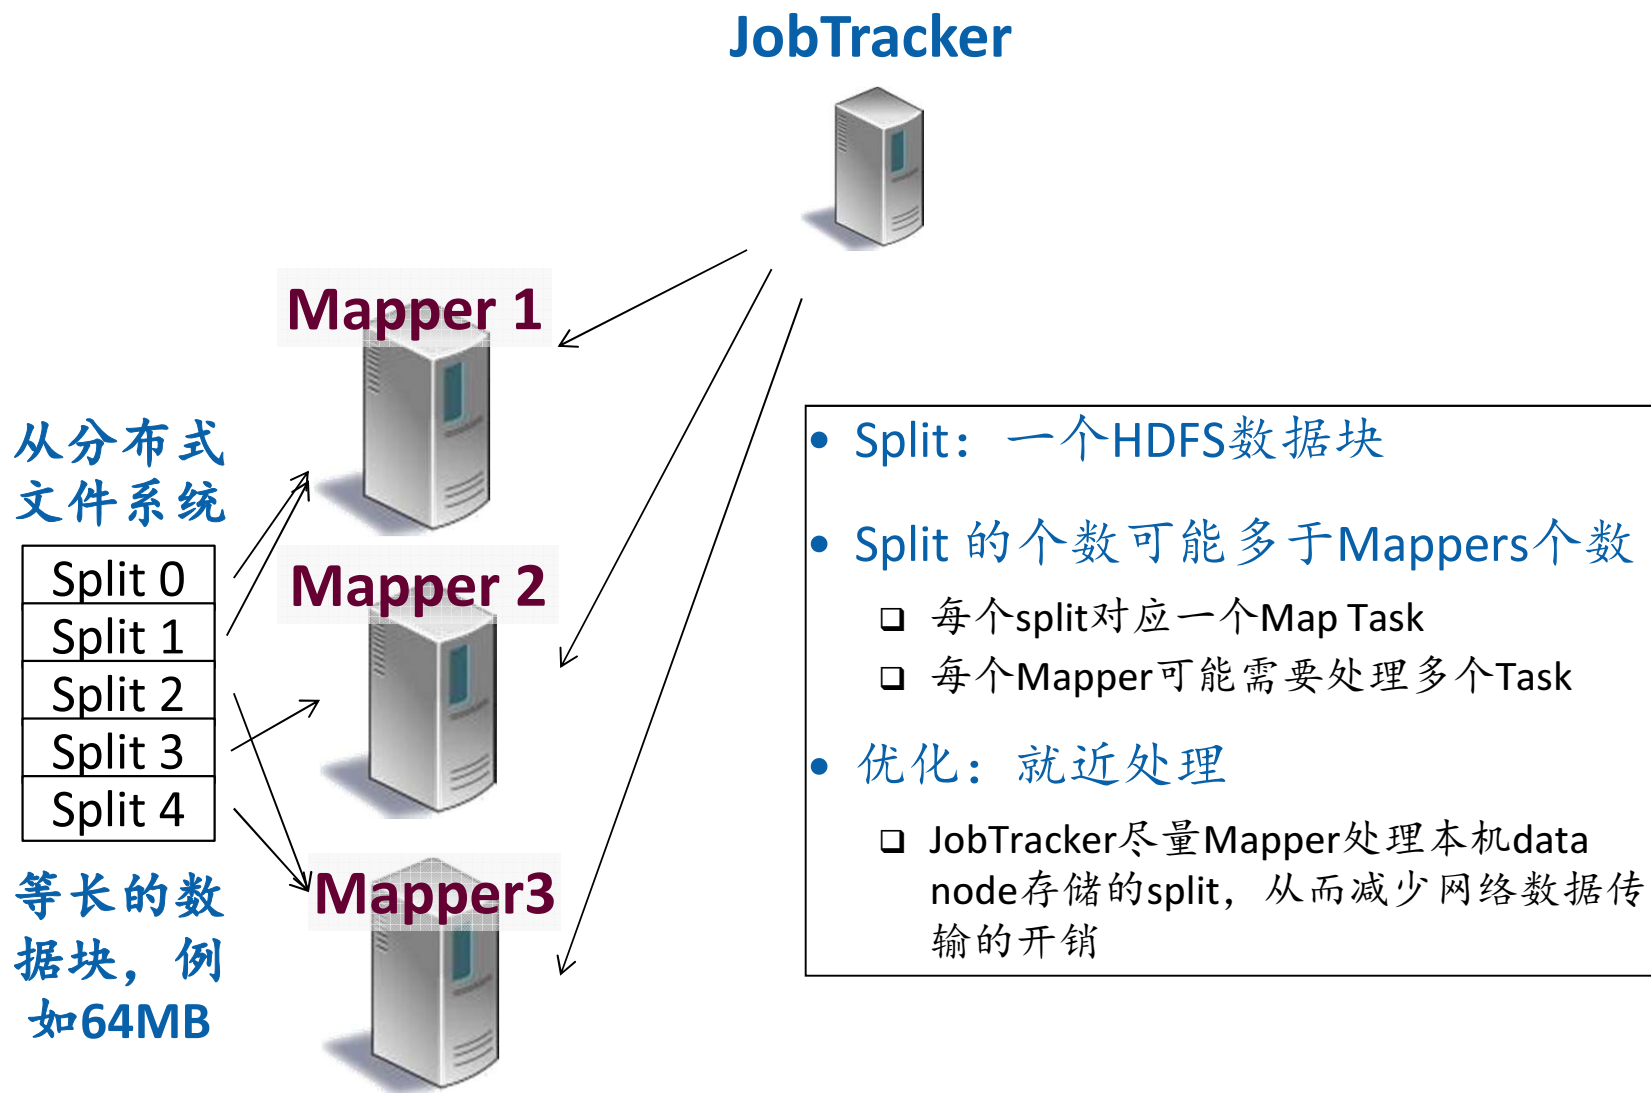 JobTracker
Mapper 1
Mapper 2
Mapper3
从分布式
文件系统
Split 0
Split 1
Split 2
Split 3
Split 4
等长的数
据块，例
如64MB
• Split：一个HDFS数据块
• Split 的个数可能多于Mappers个数
❑ 每个split对应一个Map Task
❑ 每个Mapper可能需要处理多个Task
• 优化：就近处理
❑ JobTracker尽量Mapper处理本机data
node存储的split，从而减少网络数据传
输的开销